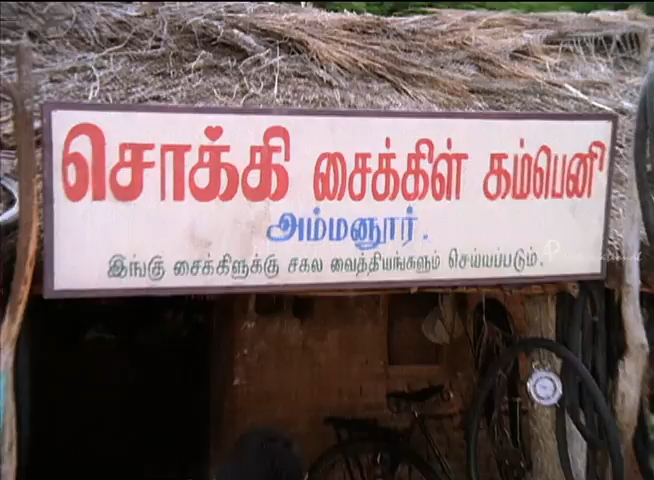 சொக்கி சைக்கிள் கம்பெனி
அம்மனூர்.
இங்கு சைக்கிளுக்கு சகல வைத்தியங்களும் செய்யப்படும்.